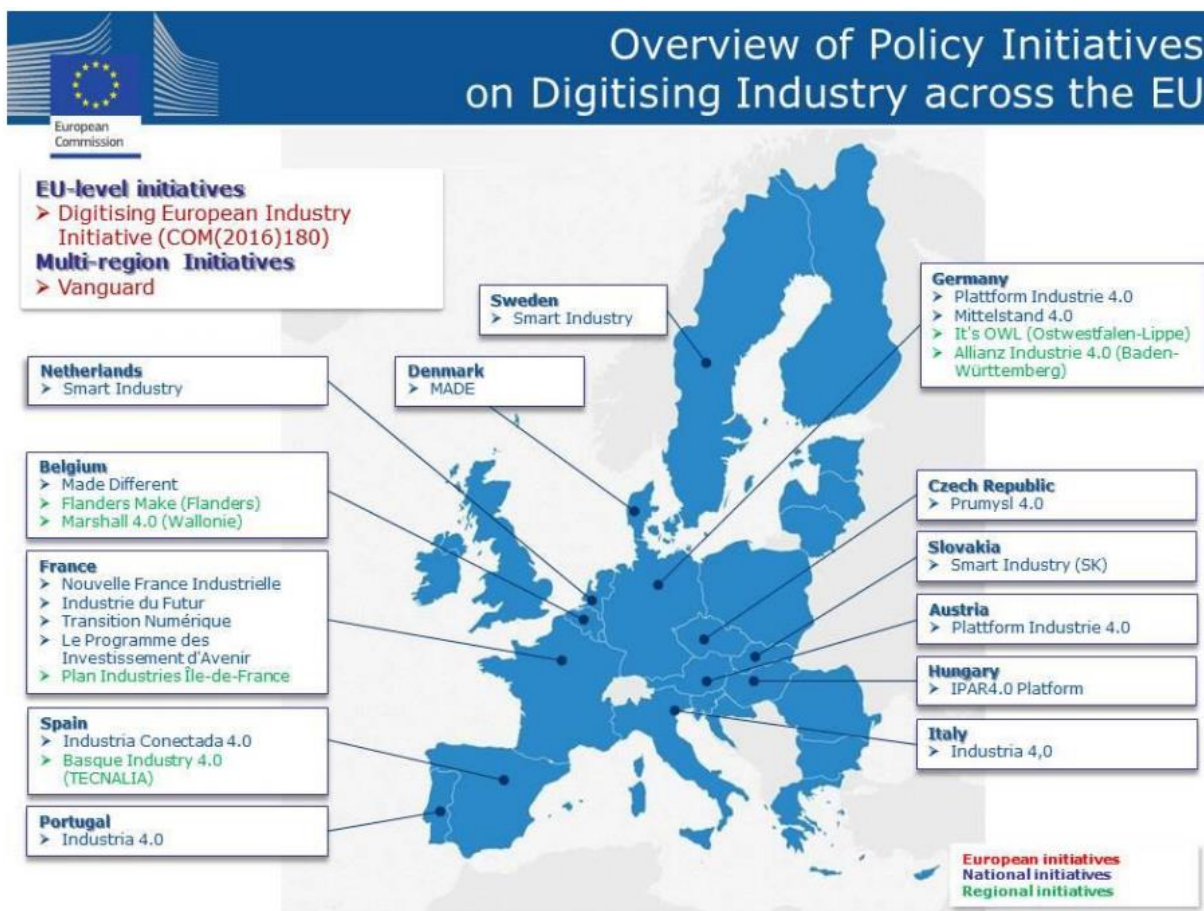 Overview of Policy Initiatives
on Digitising Industry across the EU
European
Commission
EU-level initiatives
➤ Digitising European Industry
Initiative (COM(2016)180)
Multi-region Initiatives
➤ Vanguard
Sweden
➤ Smart Industry
Germany
➤ Plattform Industrie 4.0
➤ Mittelstand 4.0
➤ It's OWL (Ostwestfalen-Lippe)
➤ Allianz Industrie 4.0 (Baden-
Württemberg)
Netherlands
➤ Smart Industry
Denmark
➤ MADE
Belgium
➤ Made Different
➤ Flanders Make (Flanders)
➤ Marshall 4.0 (Wallonie)
Czech Republic
➤ Prumysl 4.0
Slovakia
➤ Smart Industry (SK)
France
➤ Nouvelle France Industrielle
➤ Industrie du Futur
➤ Transition Numérique
➤ Le Programme des
Investissement d'Avenir
➤ Plan Industries Île-de-France
Austria
➤ Plattform Industrie 4.0
Hungary
➤ IPAR4.0 Platform
Spain
➤ Industria Conectada 4.0
➤ Basque Industry 4.0
(TECNALIA)
Italy
➤ Industria 4,0
Portugal
➤ Industria 4.0
European initiatives
National initiatives
Regional initiatives